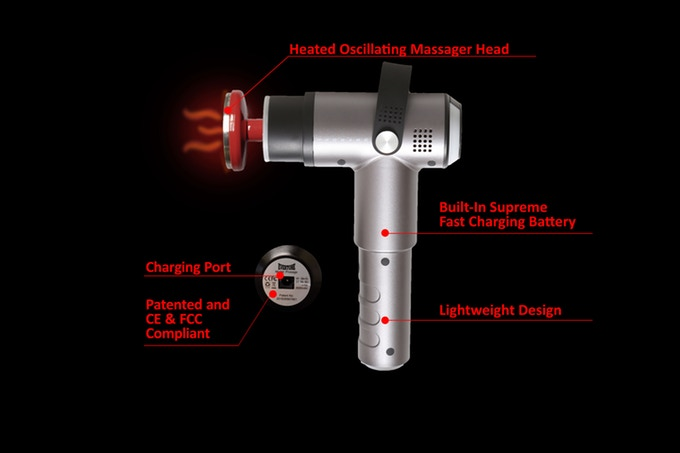 Heated Oscillating Massager Head
Built-In Supreme
Fast Charging Battery
Charging Port
Patented and
CE & FCC
Compliant
Lightweight Design